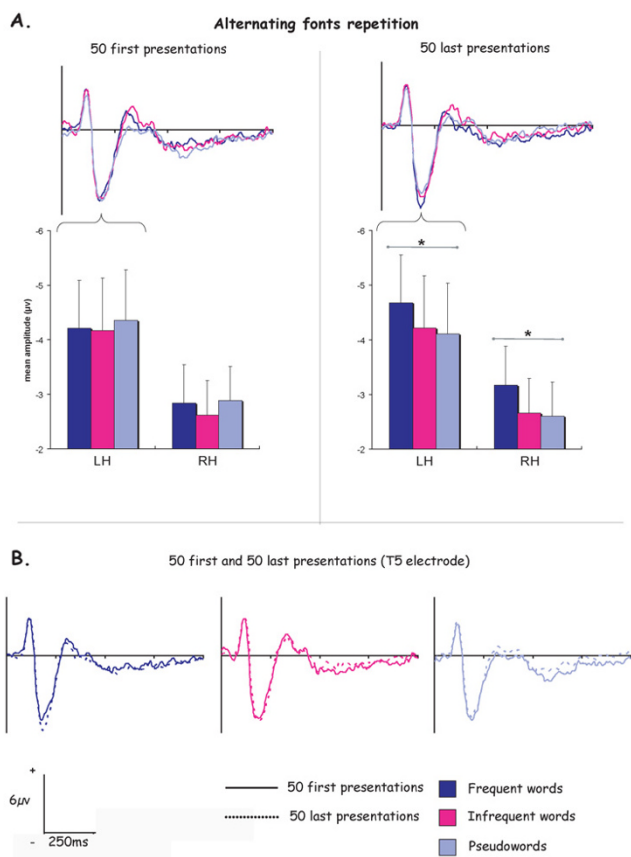 A.
Alternating fonts repetition
50 first presentations
50 last presentations
mean amplitude (µv)
-6
-5
-4
-3
-2
LH
RH
-6
-5
-4
-3
-2
*
*
LH
RH
B.
50 first and 50 last presentations (T5 electrode)
+
6µv
-
250ms
50 first presentations
50 last presentations
Frequent words
Infrequent words
Pseudowords